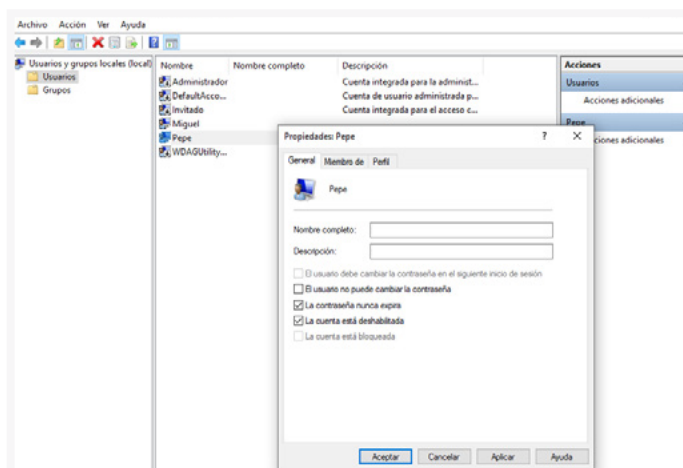 Archivo Acción Ver Ayuda
Usuarios y grupos locales (local)
Usuarios
Grupos
Nombre Nombre completo Descripción
Administrador Cuenta integrada para la administ...
DefaultAcco... Cuenta de usuario administrada p...
Invitado Cuenta integrada para el acceso c...
Miguel
Pepe
WDAGUtility...
Acciones
Usuarios
Acciones adicionales
Pepe
ciones adicionales
Propiedades: Pepe ? X
General Miembro de Perfil
Pepe
Nombre completo:
Descripción:
El usuario debe cambiar la contraseña en el siguiente inicio de sesión
El usuario no puede cambiar la contraseña
La contraseña nunca expira
La cuenta está deshabilitada
La cuenta está bloqueada
Aceptar Cancelar Aplicar Ayuda